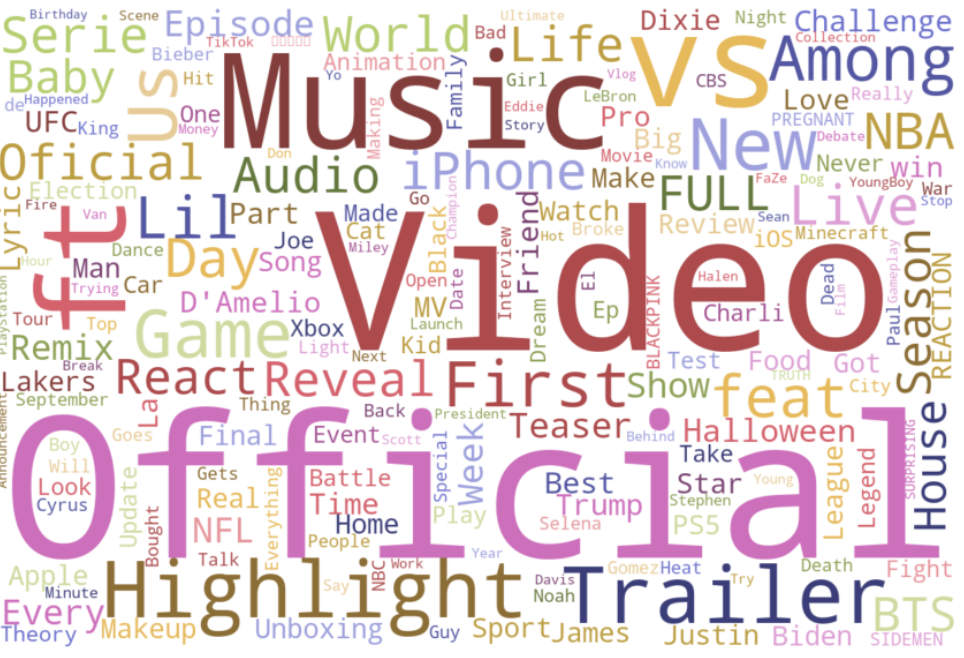 Birthday
Scene
Episode
Ultimate
Dixie
Night
Challenge
Serie
TikTok
World
Bad
Life
vs
Collection
Among
Bieber
Animation
Baby
Us
Hit
Music
Yo
Family
Girl
Vlog
CBS
LeBron
Love
Really
de
Happened
UFC
King
One
Money
Making
Eddie
Story
Pro
Big
New
PREGNANT
Debate
NBA
Oficial
Don
Audio
iPhone
Movie
Know
Make
Never
win
Election
FULL
FaZe
Dog
YoungBoy
War
Stop
Lyric
Fire
ft
Van
Lil
Part
Made
Go
Champion
Friend
Watch
Review
Sean
Live
Hour
Dance
Day
Joe
Cat
Miley
Black
Hot
Broke
iOS
Minecraft
Season
Man
Trying
Car
Song
Video
Open
Date
Interview
El
Halen
Dead
Film
Gameplay
REACTION
PlayStation
Tour
Top
D'Amelio
MV
Launch
Dream
Ep
BLACKPINK
Charli
Paul
Remix
Game
Xbox
Light
Next
Kid
Test
Food
Got
Break
Lakers
September
React
Reveal
First
Show
feat
TRUTH
City
Announcement
La
Thing
Back
President
Teaser
Halloween
House
Official
Boy
Goes
Final
Event
Scott
Special
Week
Behind
Take
SURPRISING
Will
Look
Cyrus
Update
Bought
Gets
Real
Everything
Battle
Time
Best
Trump
Star
Stephen
Young
League
Legend
NFL
Home
People
Play
Selena
PS5
Talk
Year
Apple
Minute
Highlight
Say
NBC
Work
Davis
Noah
Trailer
Gomez
Heat
Try
Death
Fight
Every
Theory
Makeup
Unboxing
Guy
Sport
James
Justin
Biden
BTS
SIDEMEN